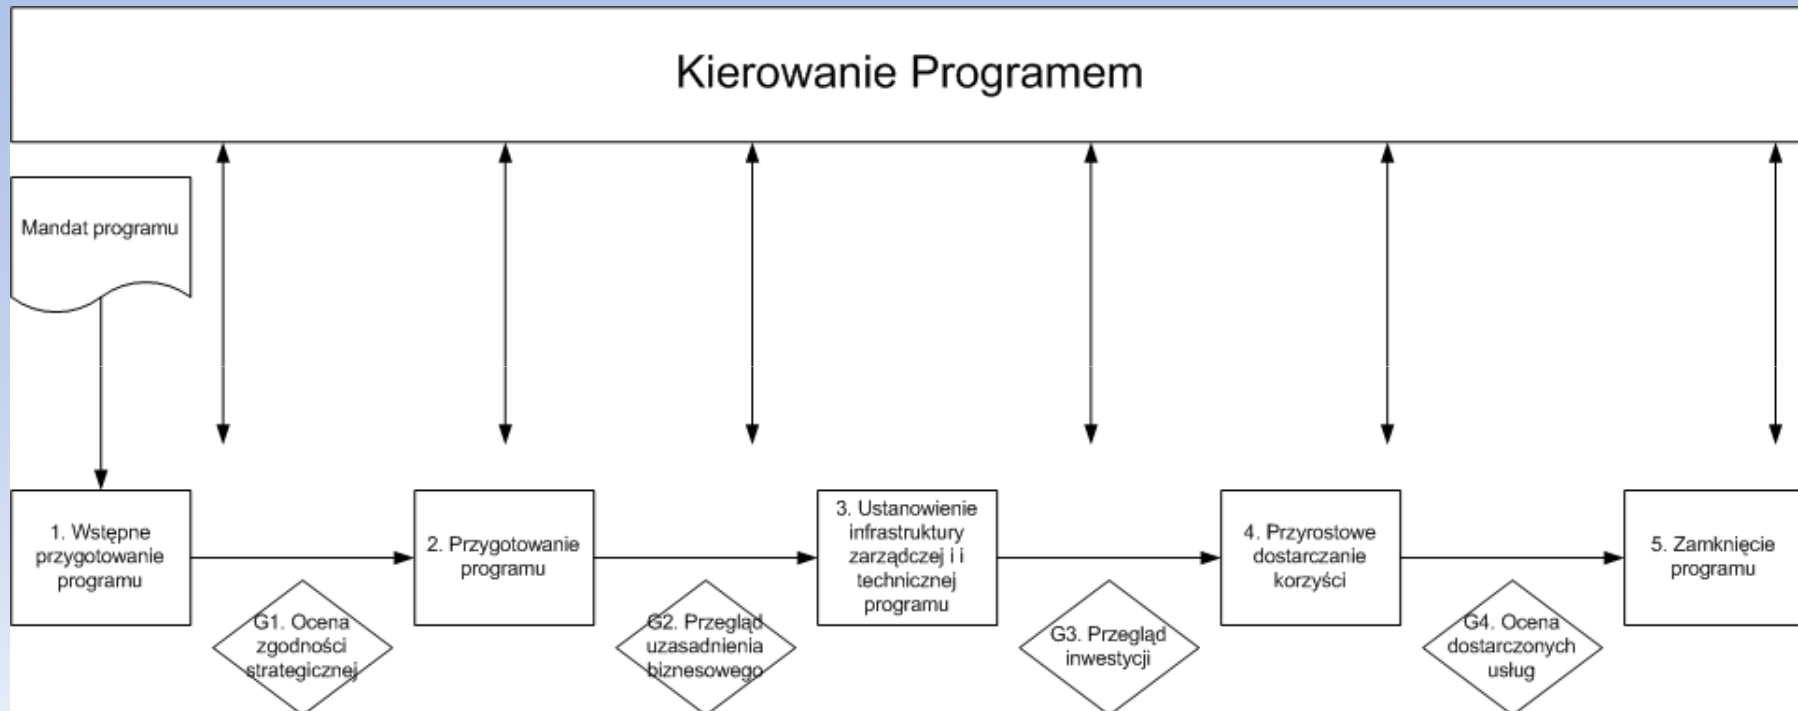 Kierowanie Programem
Mandat programu
1. Wstępne
przygotowanie
programu
G1. Ocena
zgodności
strategicznej
2. Przygotowanie
programu
G2. Przegląd
uzasadnienia
biznesowego
3. Ustanowienie
infrastruktury
zarządczej i i
technicznej
programu
G3. Przegląd
inwestycji
4. Przyrostowe
dostarczanie
korzyści
G4. Ocena
dostarczonych
usług
5. Zamknięcie
programu